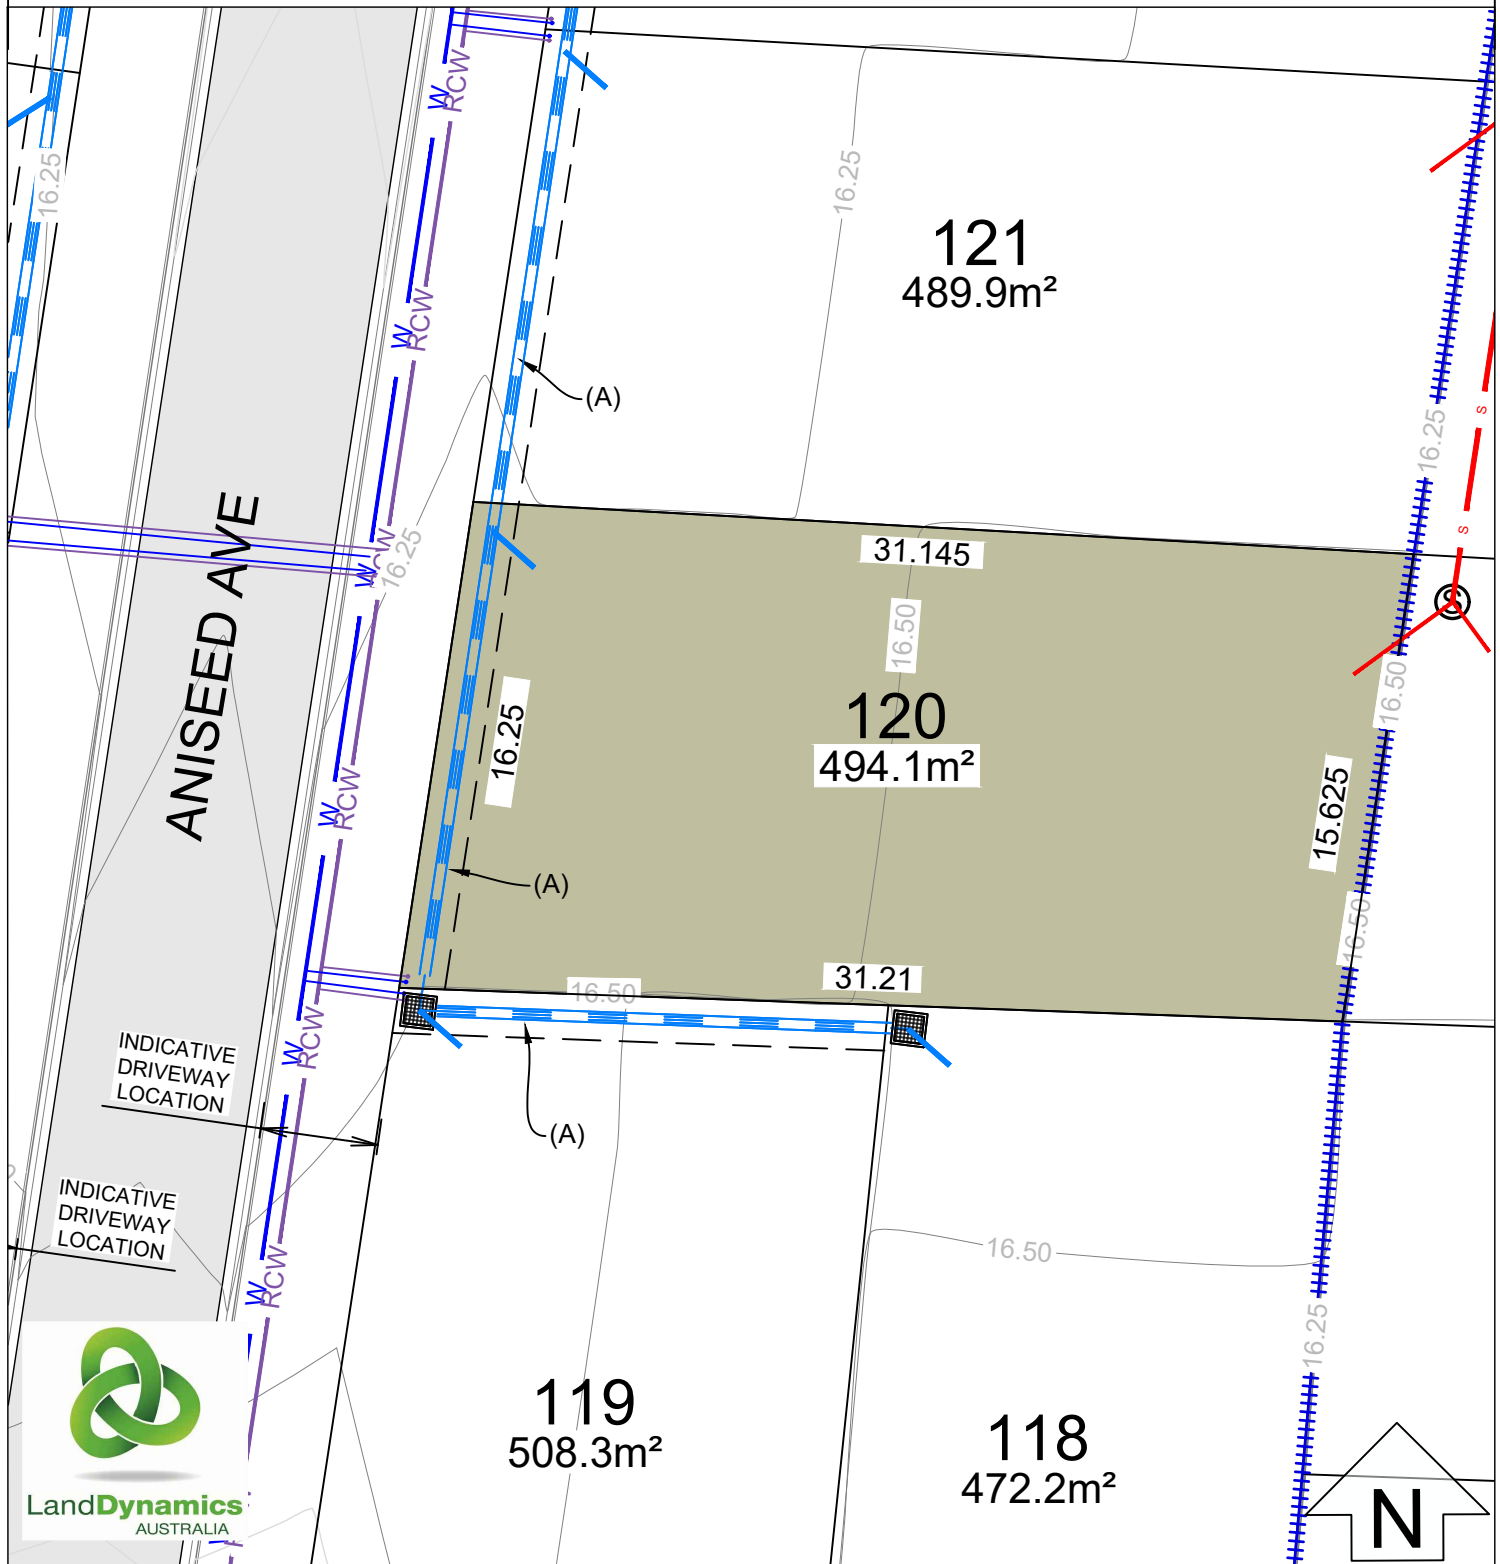 W
RCW
16.25
16.25
121
489.9m²
W
RCW
(A)
16.25
S
S
W
RCW
16.25
31.145
S
ANISEED AVE
16.50
16.50
120
494.1m²
16.25
15.625
W
RCW
(A)
16.50
31.21
16.50
W
RCW
INDICATIVE
DRIVEWAY
LOCATION
(A)
INDICATIVE
DRIVEWAY
LOCATION
16.50
W
RCW
16.25
119
508.3m²
118
472.2m²
N
LandDynamics
AUSTRALIA